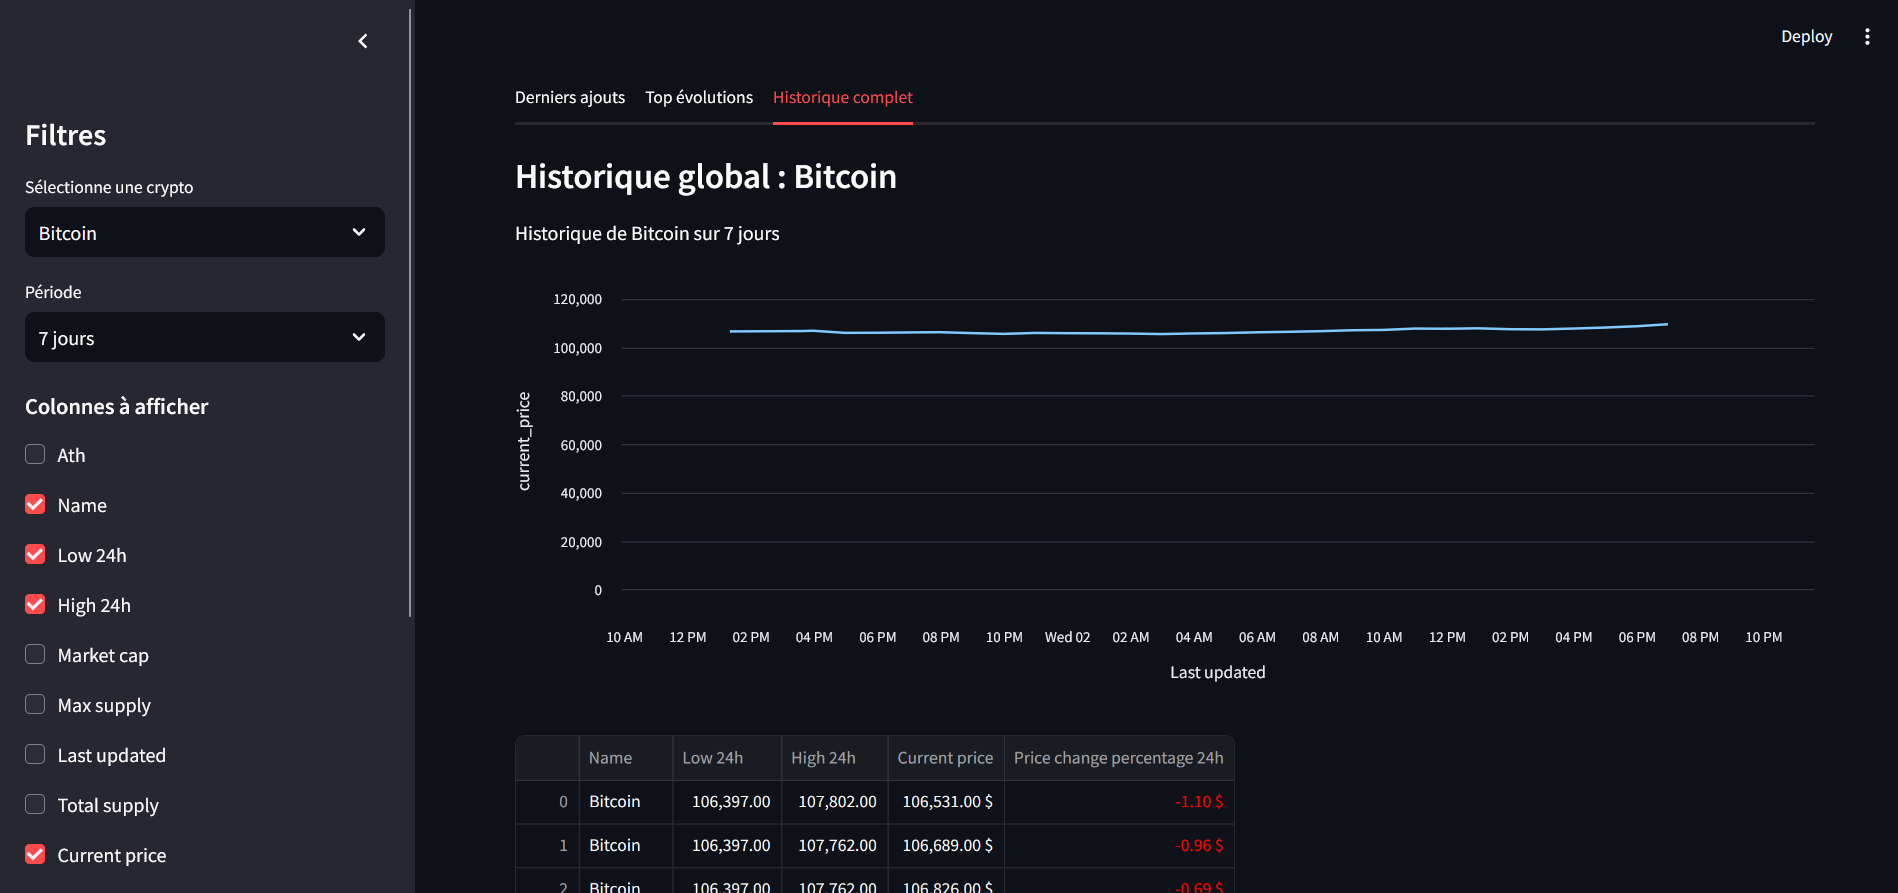 Deploy
Filtres
Sélectionne une crypto
Bitcoin
Période
7 jours
Colonnes à afficher
Ath
Name
Low 24h
High 24h
Market cap
Max supply
Last updated
Total supply
Current price
Derniers ajouts Top évolutions Historique complet
Historique global : Bitcoin
Historique de Bitcoin sur 7 jours
current_price
120,000
100,000
80,000
60,000
40,000
20,000
0
10 AM 12 PM 02 PM 04 PM 06 PM 08 PM 10 PM Wed 02 02 AM 04 AM 06 AM 08 AM 10 AM 12 PM 02 PM 04 PM 06 PM 08 PM 10 PM
Last updated
Name Low 24h High 24h Current price Price change percentage 24h
0 Bitcoin 106,397.00 107,802.00 106,531.00 $ -1.10 $
1 Bitcoin 106,397.00 107,762.00 106,689.00 $ -0.96 $
2 Bitcoin 106,397.00 107,762.00 106,826.00 $ -0.69 $